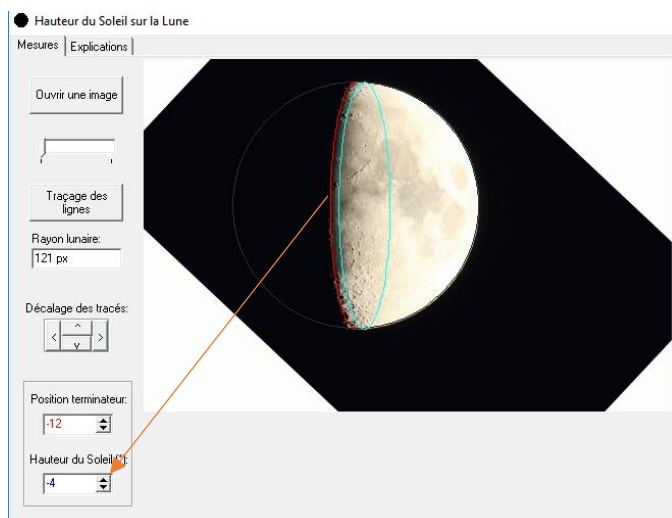 Hauteur du Soleil sur la Lune
Mesures
Explications
Ouvrir une image
Traçage des
lignes
Rayon lunaire:
121 px
Décalage des tracés:
< ^ >
v
Position terminateur:
-12
Hauteur du Soleil (°):
-4